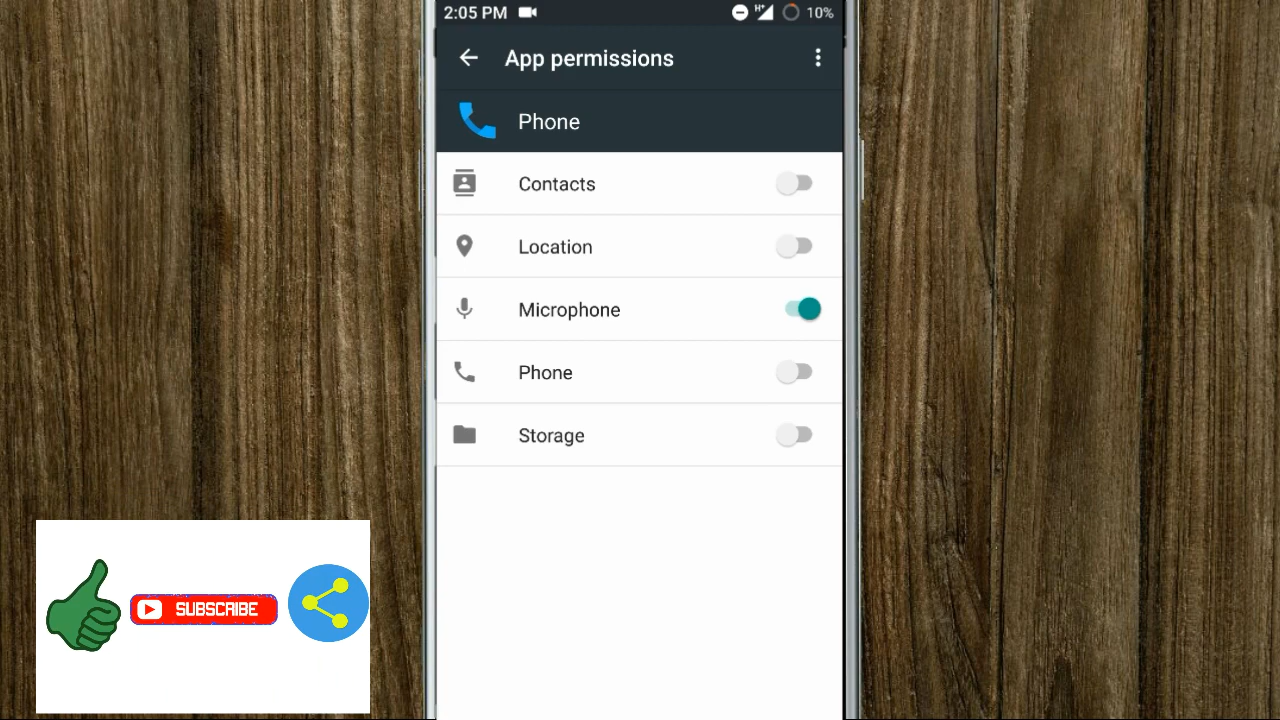 2:05 PM
H+
10%
App permissions
Phone
Contacts
Location
Microphone
Phone
Storage
SUBSCRIBE